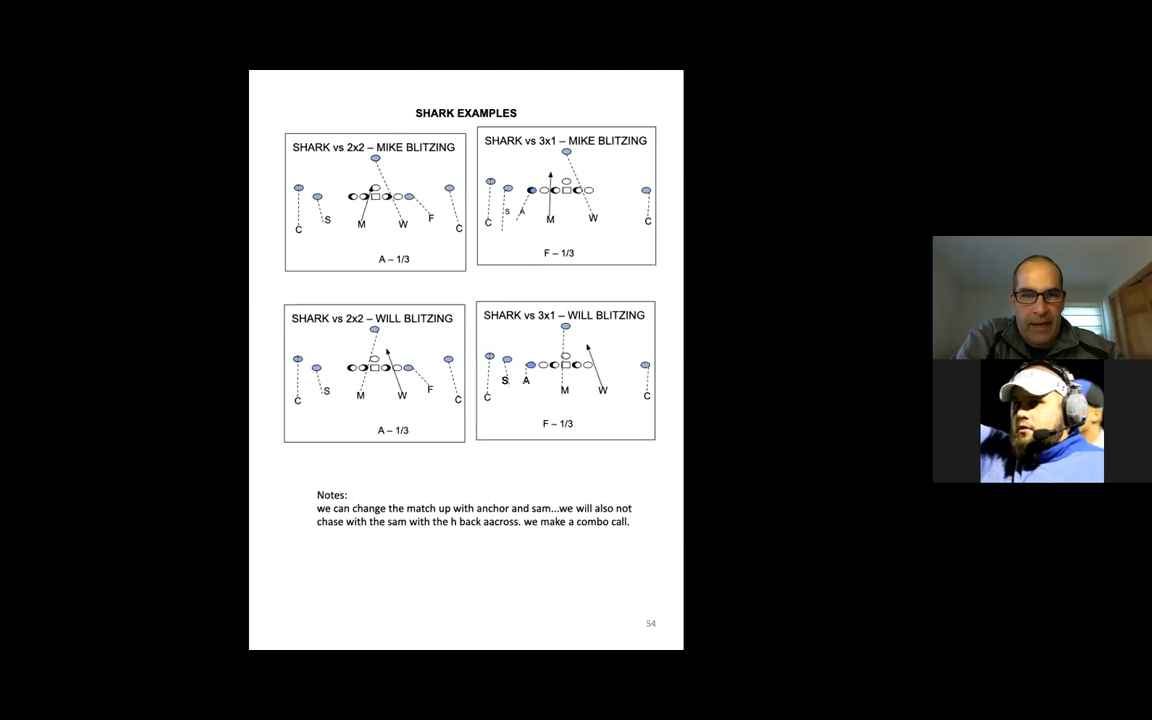 SHARK EXAMPLES
SHARK vs 2x2 – MIKE BLITZING
S
M
W
F
C
C
A – 1/3
SHARK vs 3x1 – MIKE BLITZING
S
A
C
M
W
C
F – 1/3
SHARK vs 2x2 – WILL BLITZING
S
M
W
F
C
C
A – 1/3
SHARK vs 3x1 – WILL BLITZING
S
A
C
M
W
C
F – 1/3
Notes:
we can change the match up with anchor and sam...we will also not
chase with the sam with the h back aacross. we make a combo call.
54